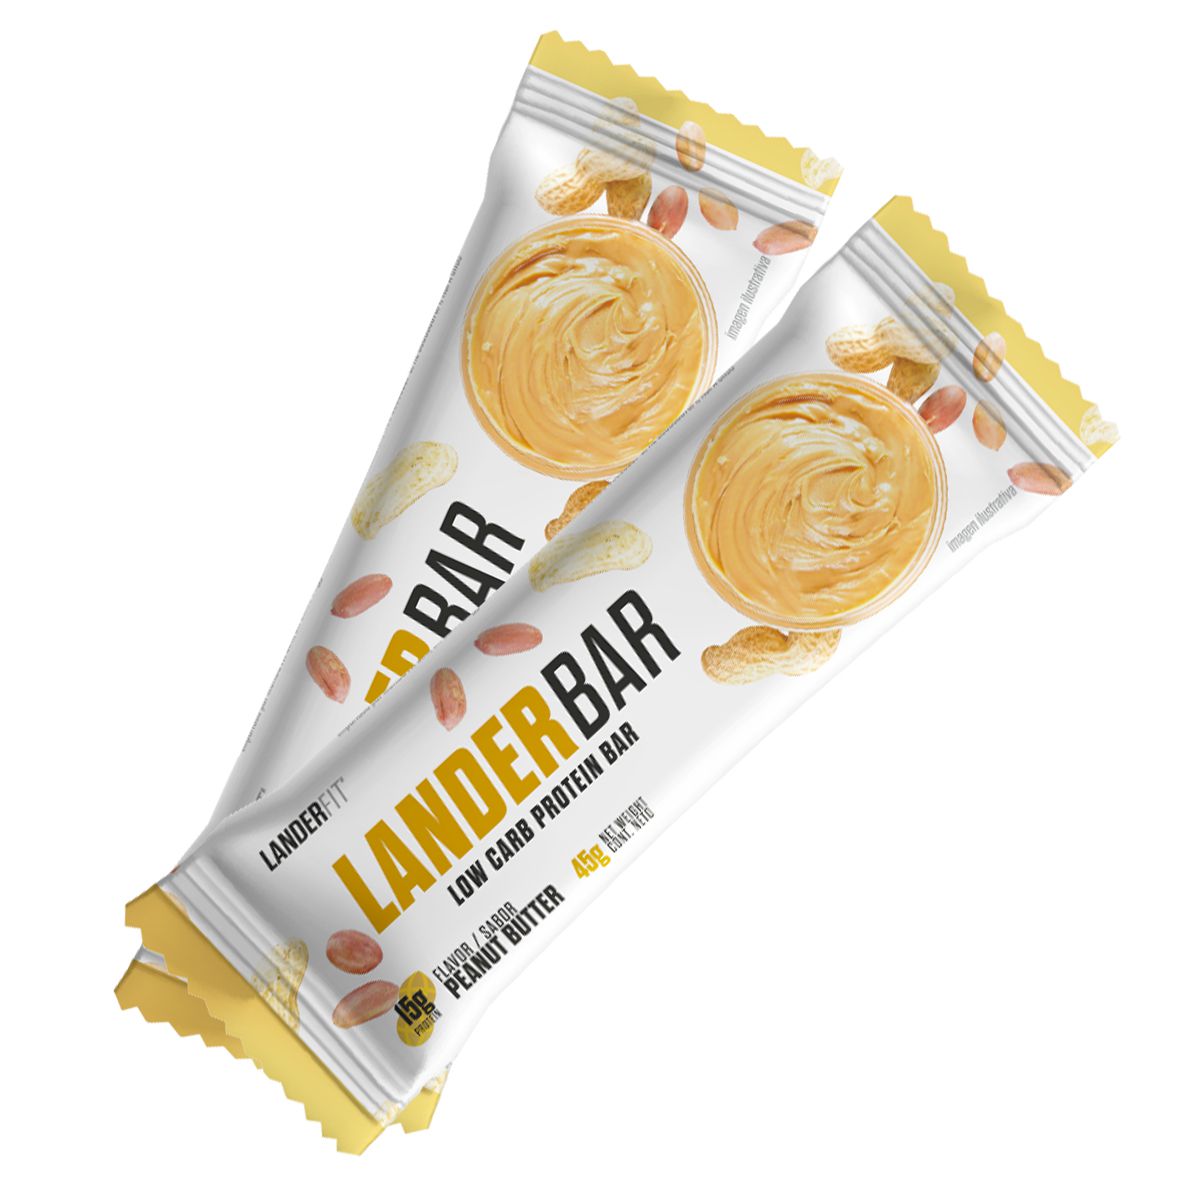 LANDERFIT®
LANDERBAR
LOW CARB PROTEIN BAR
15g
PROTEIN
FLAVOR / SABOR
PEANUT BUTTER
45g
NET WEIGHT
CONT. NETO
imagen ilustrativa
BAR
imagen ilustrativa